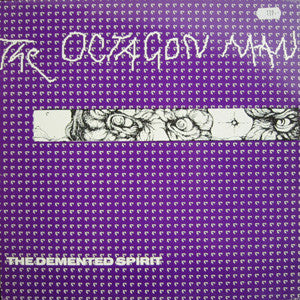 THE OCTAGON MAN
THE DEMENTED SPIRIT